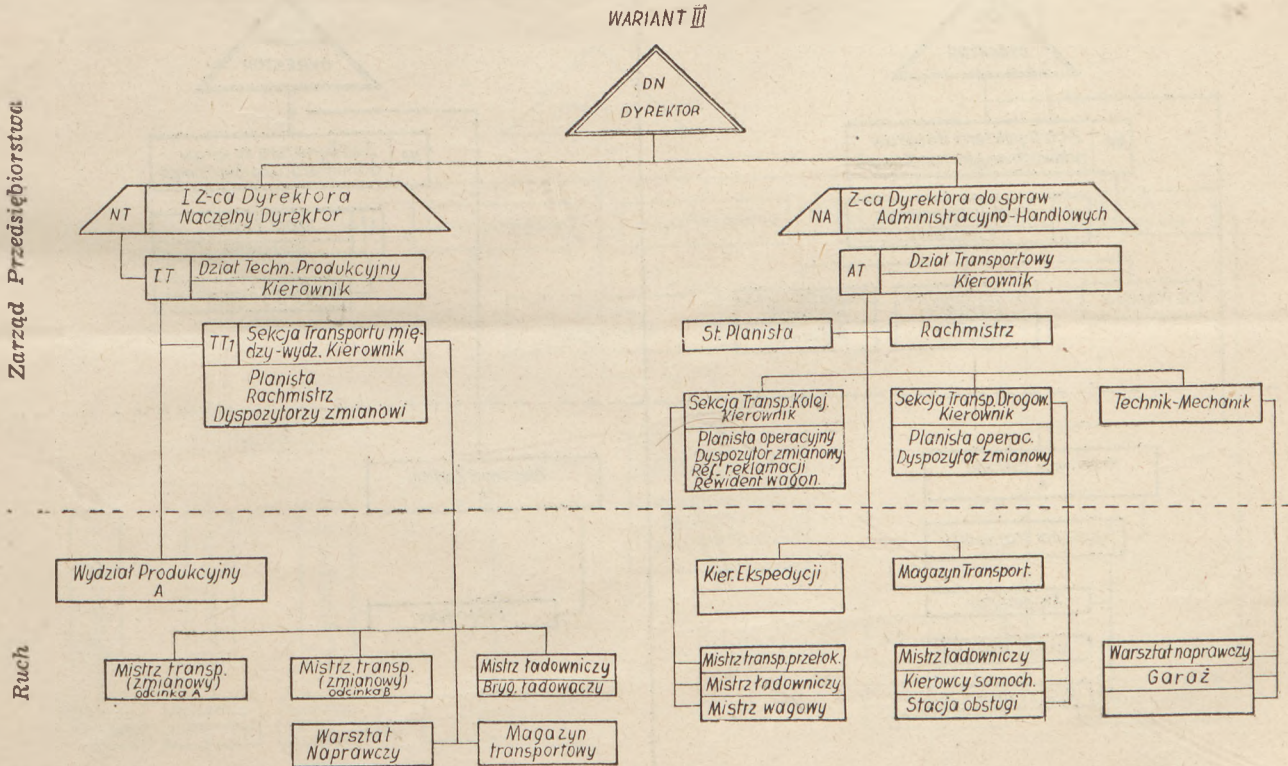 WARIANT III
DN
DYREKTOR
Zarząd Przedsiębiorstwa
NT
I Z-ca Dyrektora
Naczelny Dyrektor
NA
Z-ca Dyrektora do spraw
Administracyjno-Handlowych
TT
Dział Techn. Produkcyjny
Kierownik
AT
Dział Transportowy
Kierownik
TT1
Sekcja Transportu mię
dzy-wydz. Kierownik
Planista
Rachmistrz
Dyspozytorzy zmianowi
St. Planista
Rachmistrz
Sekcja Transp. Kolej.
Kierownik
Planista operacyjny
Dyspozytor zmianowy
Ref. reklamacji
Rewident wagon.
Sekcja Transp. Drogow.
Kierownik
Planista operac.
Dyspozytor zmianowy
Technik-Mechanik
Ruch
Wydział Produkcyjny
A
Kier. Ekspedycji
Magazyn Transport.
Mistrz transp.
(zmianowy)
odcinka A
Mistrz transp.
(zmianowy)
odcinka B
Mistrz ładowniczy
Bryg. ładowaczy
Warsztat
Naprawczy
Magazyn
transportowy
Mistrz transp. przetok.
Mistrz ładowniczy
Mistrz wagowy
Mistrz ładowniczy
Kierowcy samoch.
Stacja obsługi
Warsztat naprawczy
Garaż